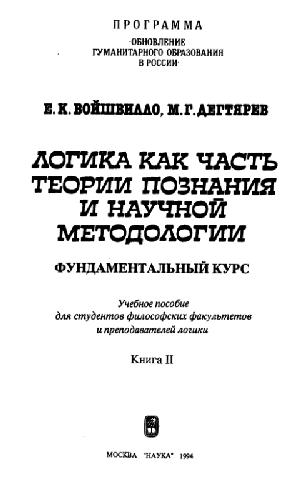 ПРОГРАММА
"ОБНОВЛЕНИЕ
ГУМАНИТАРНОГО ОБРАЗОВАНИЯ
В РОССИИ"
Е. К. ВОЙШВИЛЛО, М. Г. ДЕГТЯРЕВ
ЛОГИКА КАК ЧАСТЬ
ТЕОРИИ ПОЗНАНИЯ
И НАУЧНОЙ
МЕТОДОЛОГИИ
ФУНДАМЕНТАЛЬНЫЙ КУРС
Учебное пособие
для студентов философских факультетов
и преподавателей логики
Книга II
МОСКВА "НАУКА" 1994